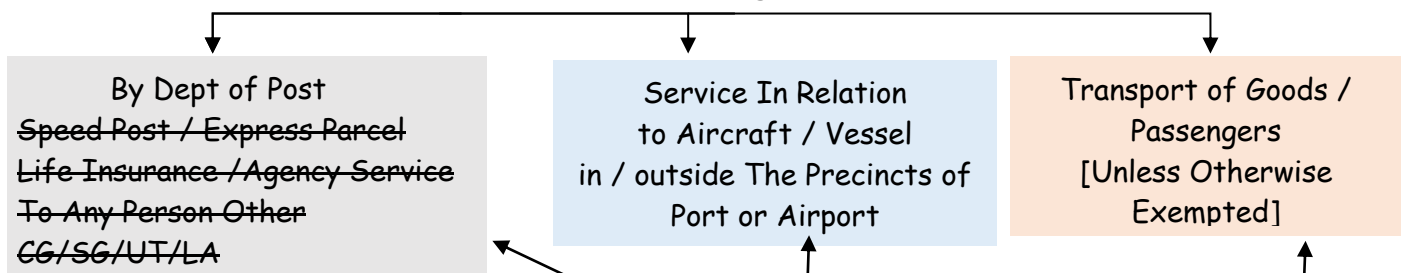 By Dept of Post
Speed Post / Express Parcel
Life Insurance /Agency Service
To Any Person Other
CG/SG/UT/LA
Service In Relation
to Aircraft / Vessel
in / outside The Precincts of
Port or Airport
Transport of Goods /
Passengers
[Unless Otherwise
Exempted]